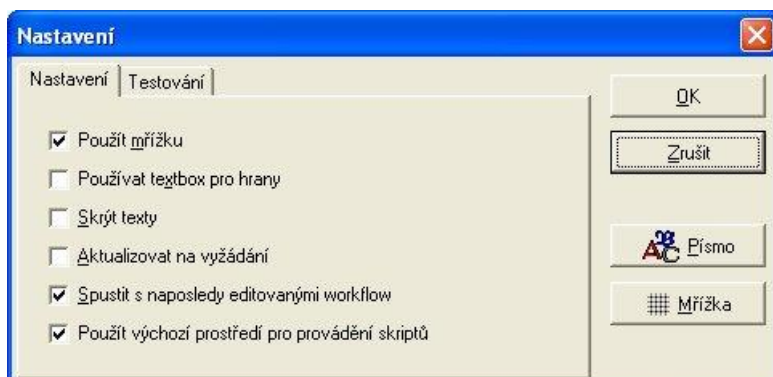 Nastavení
Nastavení
Testování
Použít mřížku
Používat textbox pro hrany
Skrýt texty
Aktualizovat na vyžádání
Spustit s naposledy editovanými workflow
Použít výchozí prostředí pro provádění skriptů
OK
Zrušit
Písmo
Mřížka